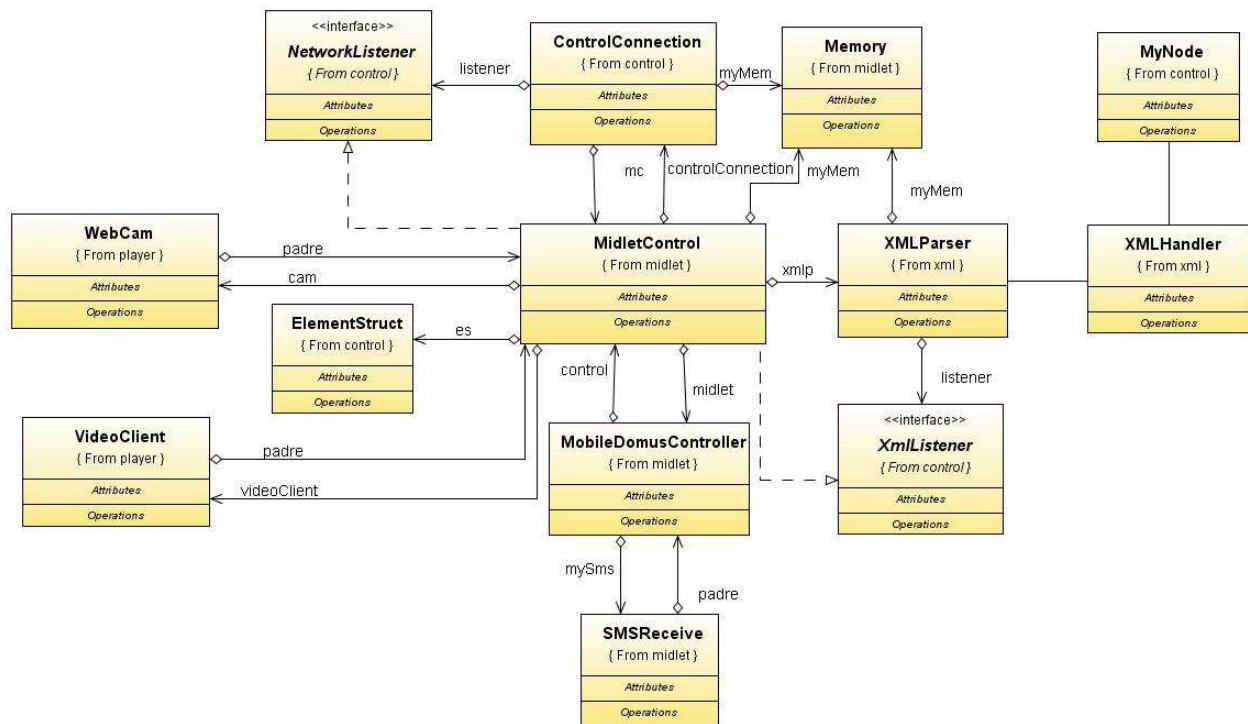 <<interface>>
NetworkListener
{ From control }
Attributes
Operations
listener
ControlConnection
{ From control }
Attributes
Operations
myMem
Memory
{ From midlet }
Attributes
Operations
MyNode
{ From control }
Attributes
Operations
mc
controlConnection
myMem
myMem
WebCam
{ From player }
Attributes
Operations
padre
cam
MidletControl
{ From midlet }
Attributes
Operations
xmlp
XMLParser
{ From xml }
Attributes
Operations
XMLHandler
{ From xml }
Attributes
Operations
ElementStruct
{ From control }
Attributes
Operations
es
control
midlet
listener
VideoClient
{ From player }
Attributes
Operations
padre
videoClient
MobileDomusController
{ From midlet }
Attributes
Operations
<<interface>>
XmlListener
{ From control }
Attributes
Operations
mySms
padre
SMSReceive
{ From midlet }
Attributes
Operations